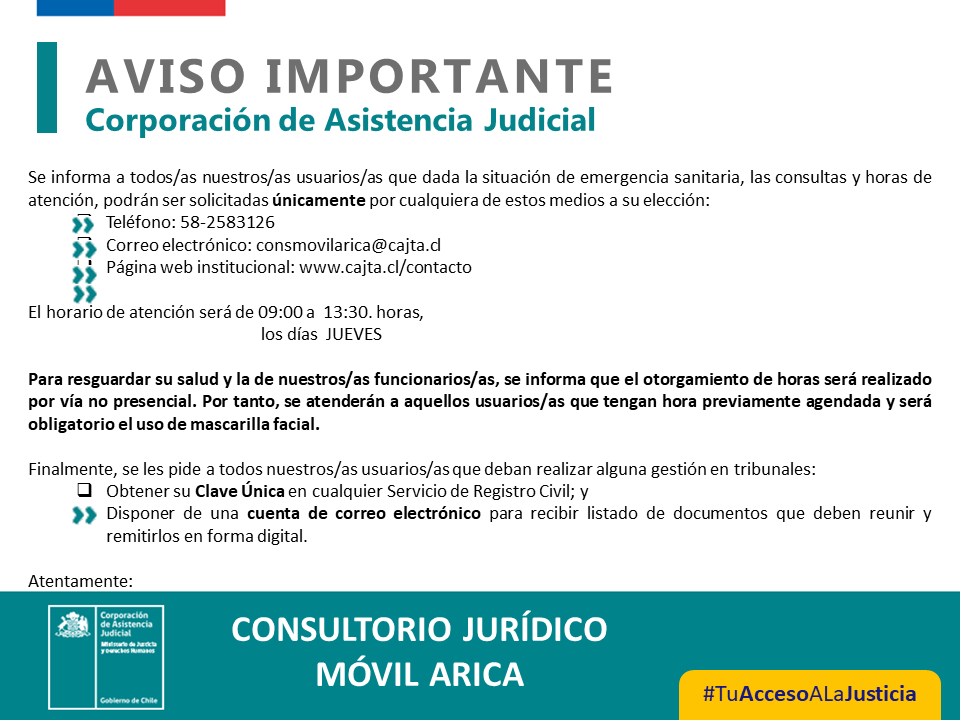 AVISO IMPORTANTE
Corporación de Asistencia Judicial
Se informa a todos/as nuestros/as usuarios/as que dada la situación de emergencia sanitaria, las consultas y horas de
atención, podrán ser solicitadas únicamente por cualquiera de estos medios a su elección:
Teléfono: 58-2583126
Correo electrónico: consmovilarica@cajta.cl
Página web institucional: www.cajta.cl/contacto
El horario de atención será de 09:00 a 13:30. horas,
los días JUEVES
Para resguardar su salud y la de nuestros/as funcionarios/as, se informa que el otorgamiento de horas será realizado
por vía no presencial. Por tanto, se atenderán a aquellos usuarios/as que tengan hora previamente agendada y será
obligatorio el uso de mascarilla facial.
Finalmente, se les pide a todos nuestros/as usuarios/as que deban realizar alguna gestión en tribunales:
Obtener su Clave Única en cualquier Servicio de Registro Civil; y
Disponer de una cuenta de correo electrónico para recibir listado de documentos que deben reunir y
remitirlos en forma digital.
Atentamente:
Corporación
de Asistencia
Judicial
Ministerio de Justicia
y Derechos Humanos
Gobierno de Chile
CONSULTORIO JURÍDICO
MÓVIL ARICA
#TuAccesoALaJusticia